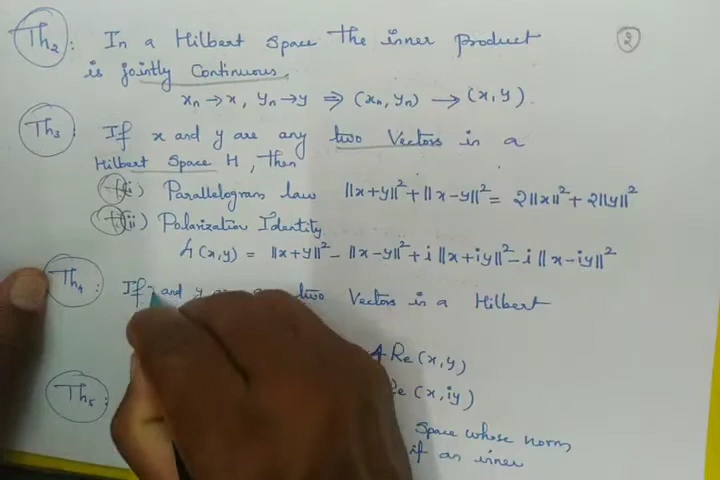 Th₂: In a Hilbert Space The inner product ②
is jointly Continuous.
xₙ → x, yₙ → y ⇒ (xₙ, yₙ) → (x, y).
Th₃: If x and y are any two Vectors in a
Hilbert Space H, then
(i) Parallelogram law ||x+y||² + ||x-y||² = 2||x||² + 2||y||²
(ii) Polarization Identity
4(x,y) = ||x+y||² - ||x-y||² + i ||x+iy||² - i ||x-iy||²
Th₄: If and y two Vectors in a Hilbert
4Re(x,y)
(x,iy)
Th₅: Space whose norm
if an inner